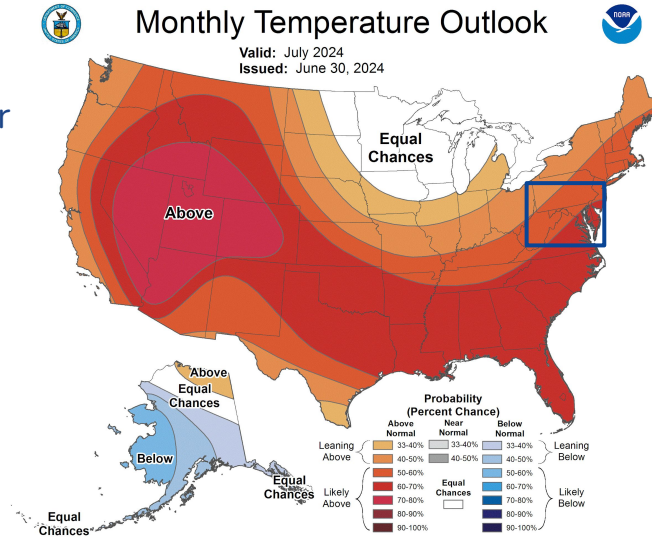 Monthly Temperature Outlook
NOAA
Valid: July 2024
Issued: June 30, 2024
r
Equal
Chances
Above
Above
Equal
Chances
Below
Equal
Chances
Equal
Chances
Probability
(Percent Chance)
Above Normal
Near Normal
Below Normal
Leaning Above
33-40%
33-40%
33-40%
Leaning Below
40-50%
40-50%
40-50%
Likely Above
50-60%
50-60%
Likely Below
60-70%
60-70%
70-80%
Equal Chances
70-80%
80-90%
80-90%
90-100%
90-100%